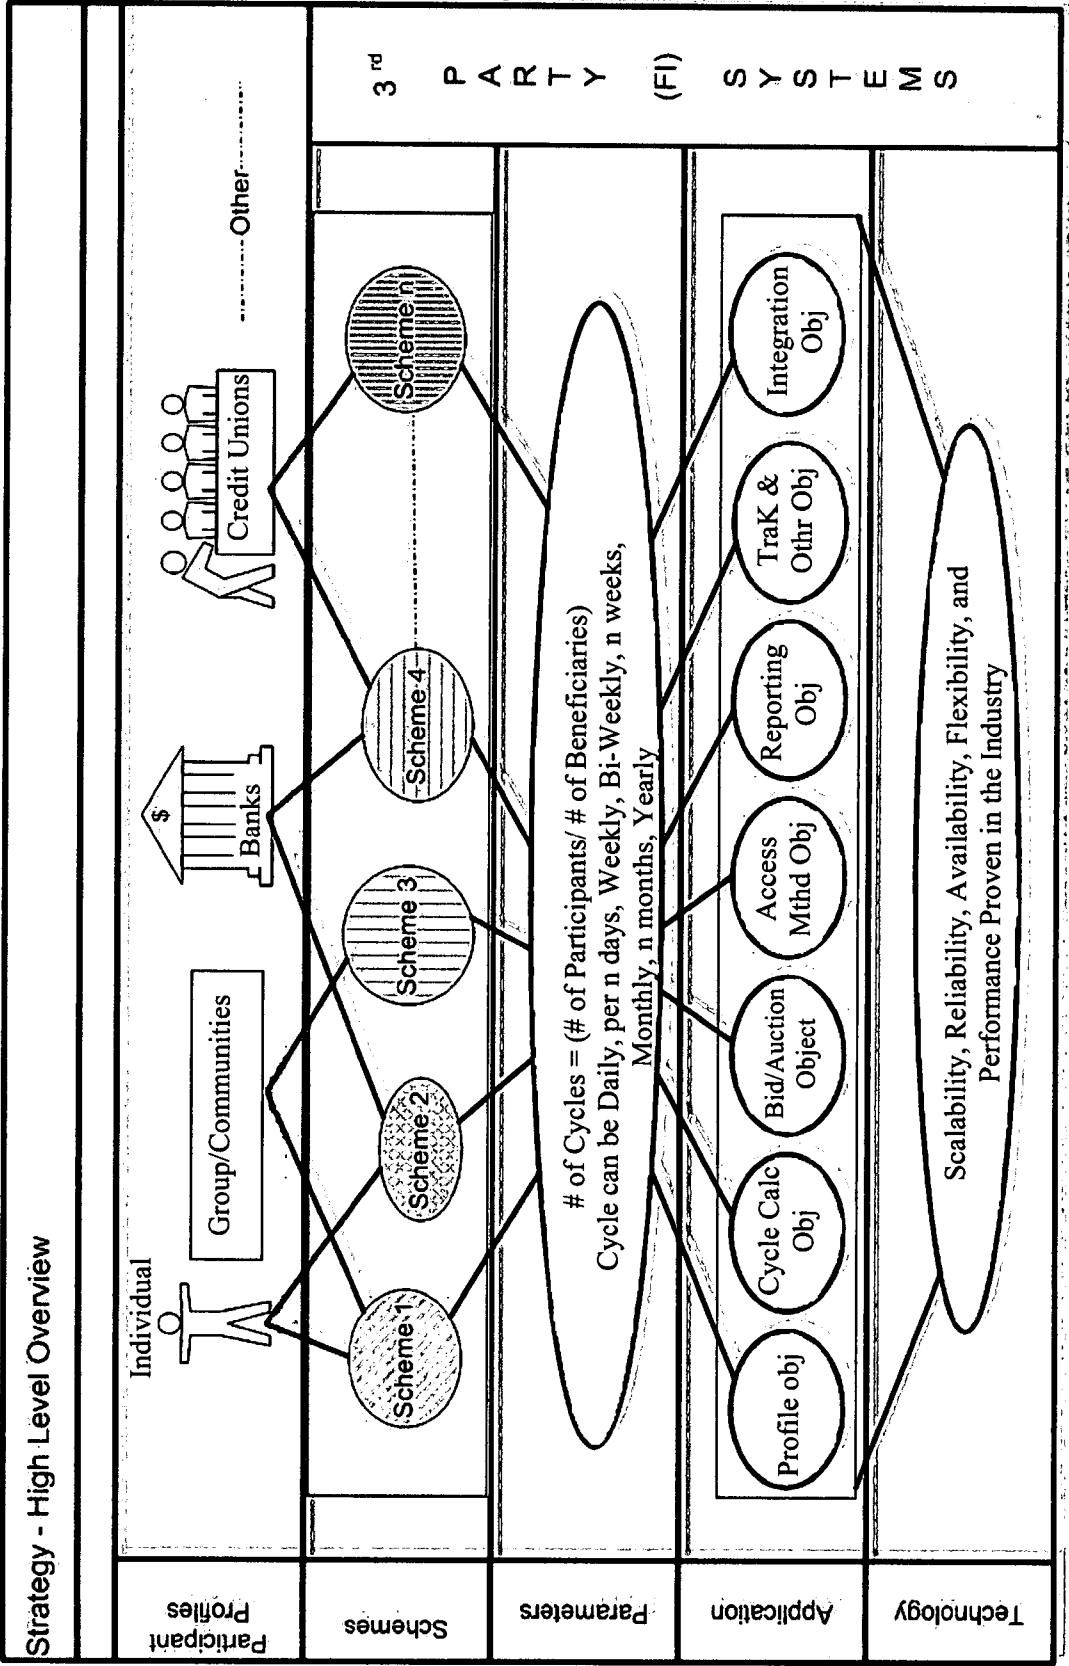 Strategy - High Level Overview
Participant
Profiles
Individual
Group/Communities
$
Banks
Credit Unions
Other
Schemes
Scheme 1
Scheme 2
Scheme 3
Scheme 4
Scheme n
Parameters
# of Cycles = (# of Participants/ # of Beneficiaries)
Cycle can be Daily, per n days, Weekly, Bi-Weekly, n weeks,
Monthly, n months, Yearly
Application
Profile obj
Cycle Calc
Obj
Bid/Auction
Object
Access
Mthd Obj
Reporting
Obj
TraK &
Othr Obj
Integration
Obj
Technology
Scalability, Reliability, Availability, Flexibility, and
Performance Proven in the Industry
3 rd
PARTY
(FI)
SYSTEMS